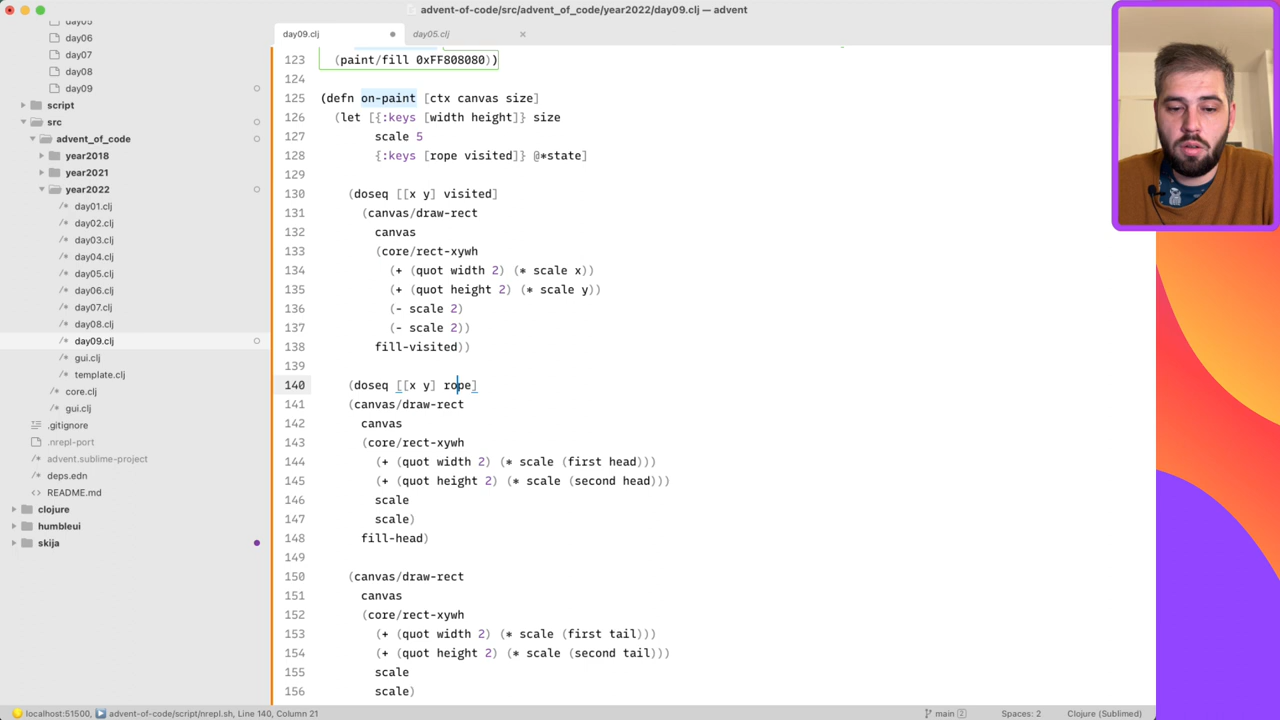 advent-of-code/src/advent_of_code/year2022/day09.clj — advent
day09.clj
day05.clj
day05
day06
day07
day08
day09
script
src
advent_of_code
year2018
year2021
year2022
day01.clj
day02.clj
day03.clj
day04.clj
day05.clj
day06.clj
day07.clj
day08.clj
day09.clj
gui.clj
template.clj
core.clj
gui.clj
.gitignore
.nrepl-port
advent.sublime-project
deps.edn
README.md
clojure
humbleui
skija
123 (paint/fill 0xFF808080))
124
125 (defn on-paint [ctx canvas size]
126 (let [{:keys [width height]} size
127 scale 5
128 {:keys [rope visited]} @*state]
129
130 (doseq [[x y] visited]
131 (canvas/draw-rect
132 canvas
133 (core/rect-xywh
134 (+ (quot width 2) (* scale x))
135 (+ (quot height 2) (* scale y))
136 (- scale 2)
137 (- scale 2))
138 fill-visited))
139
140 (doseq [[x y] rope]
141 (canvas/draw-rect
142 canvas
143 (core/rect-xywh
144 (+ (quot width 2) (* scale (first head)))
145 (+ (quot height 2) (* scale (second head)))
146 scale
147 scale)
148 fill-head)
149
150 (canvas/draw-rect
151 canvas
152 (core/rect-xywh
153 (+ (quot width 2) (* scale (first tail)))
154 (+ (quot height 2) (* scale (second tail)))
155 scale
156 scale)
localhost:51500, advent-of-code/script/nrepl.sh, Line 140, Column 21
main 2
Spaces: 2
Clojure (Sublimed)